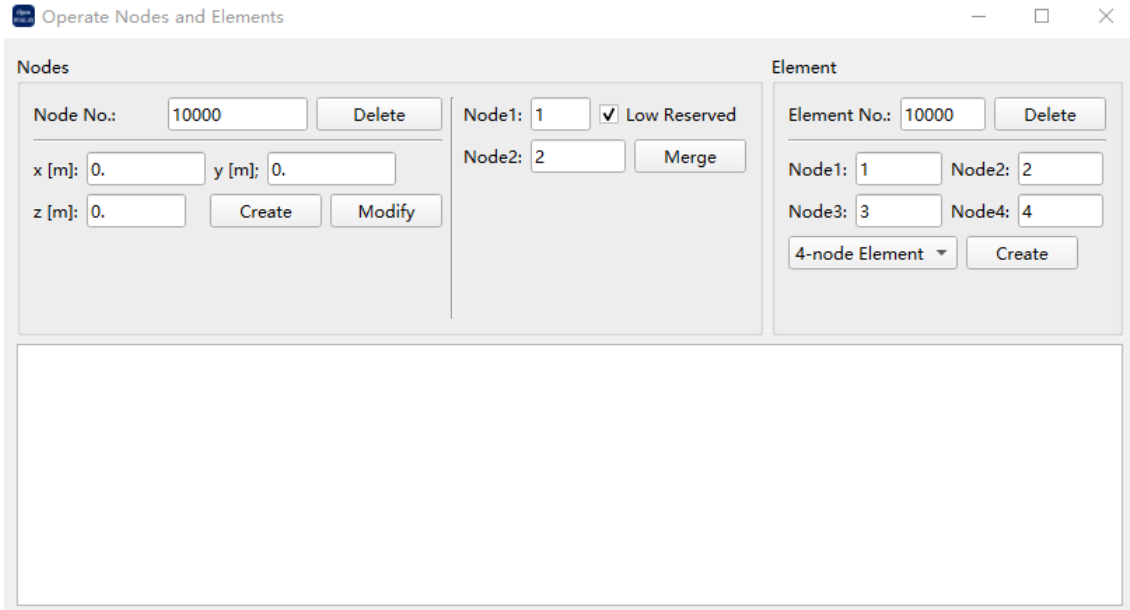 Operate Nodes and Elements
Nodes
Node No.: 10000 Delete
x [m]: 0. y [m]; 0.
z [m]: 0. Create Modify
Node1: 1 Low Reserved
Node2: 2 Merge
Element
Element No.: 10000 Delete
Node1: 1 Node2: 2
Node3: 3 Node4: 4
4-node Element Create